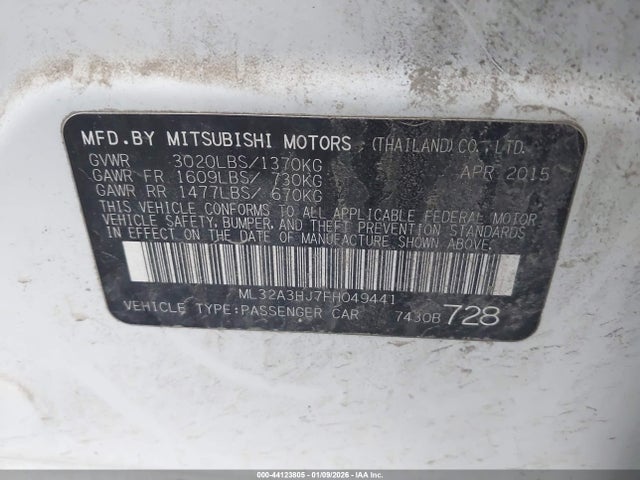 MFD.BY MITSUBISHI MOTORS (THAILAND) CO., LTD.
GVWR 3020LBS/1370KG APR 2015
GAWR FR 1609LBS/ 730KG
GAWR RR 1477LBS/ 670KG
THIS VEHICLE CONFORMS TO ALL APPLICABLE FEDERAL MOTOR
VEHICLE SAFETY, BUMPER, AND THEFT PREVENTION STANDARDS
IN EFFECT ON THE DATE OF MANUFACTURE SHOWN ABOVE.
ML32A3HJ7FH049441
VEHICLE TYPE:PASSENGER CAR 7430B 728
000-44123805 - 01/09/2026 - IAAI.COM